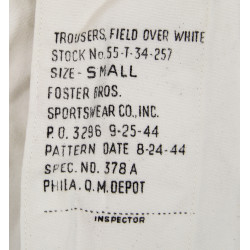 TROUSERS, FIELD OVER WHITE
STOCK No. 55-T-34-257
SIZE - SMALL
FOSTER BROS.
SPORTSWEAR CO., INC.
P.O. 3296 9-25-44
PATTERN DATE 8-24-44
SPEC. NO. 378 A
PHILA. Q.M. DEPOT
INSPECTOR